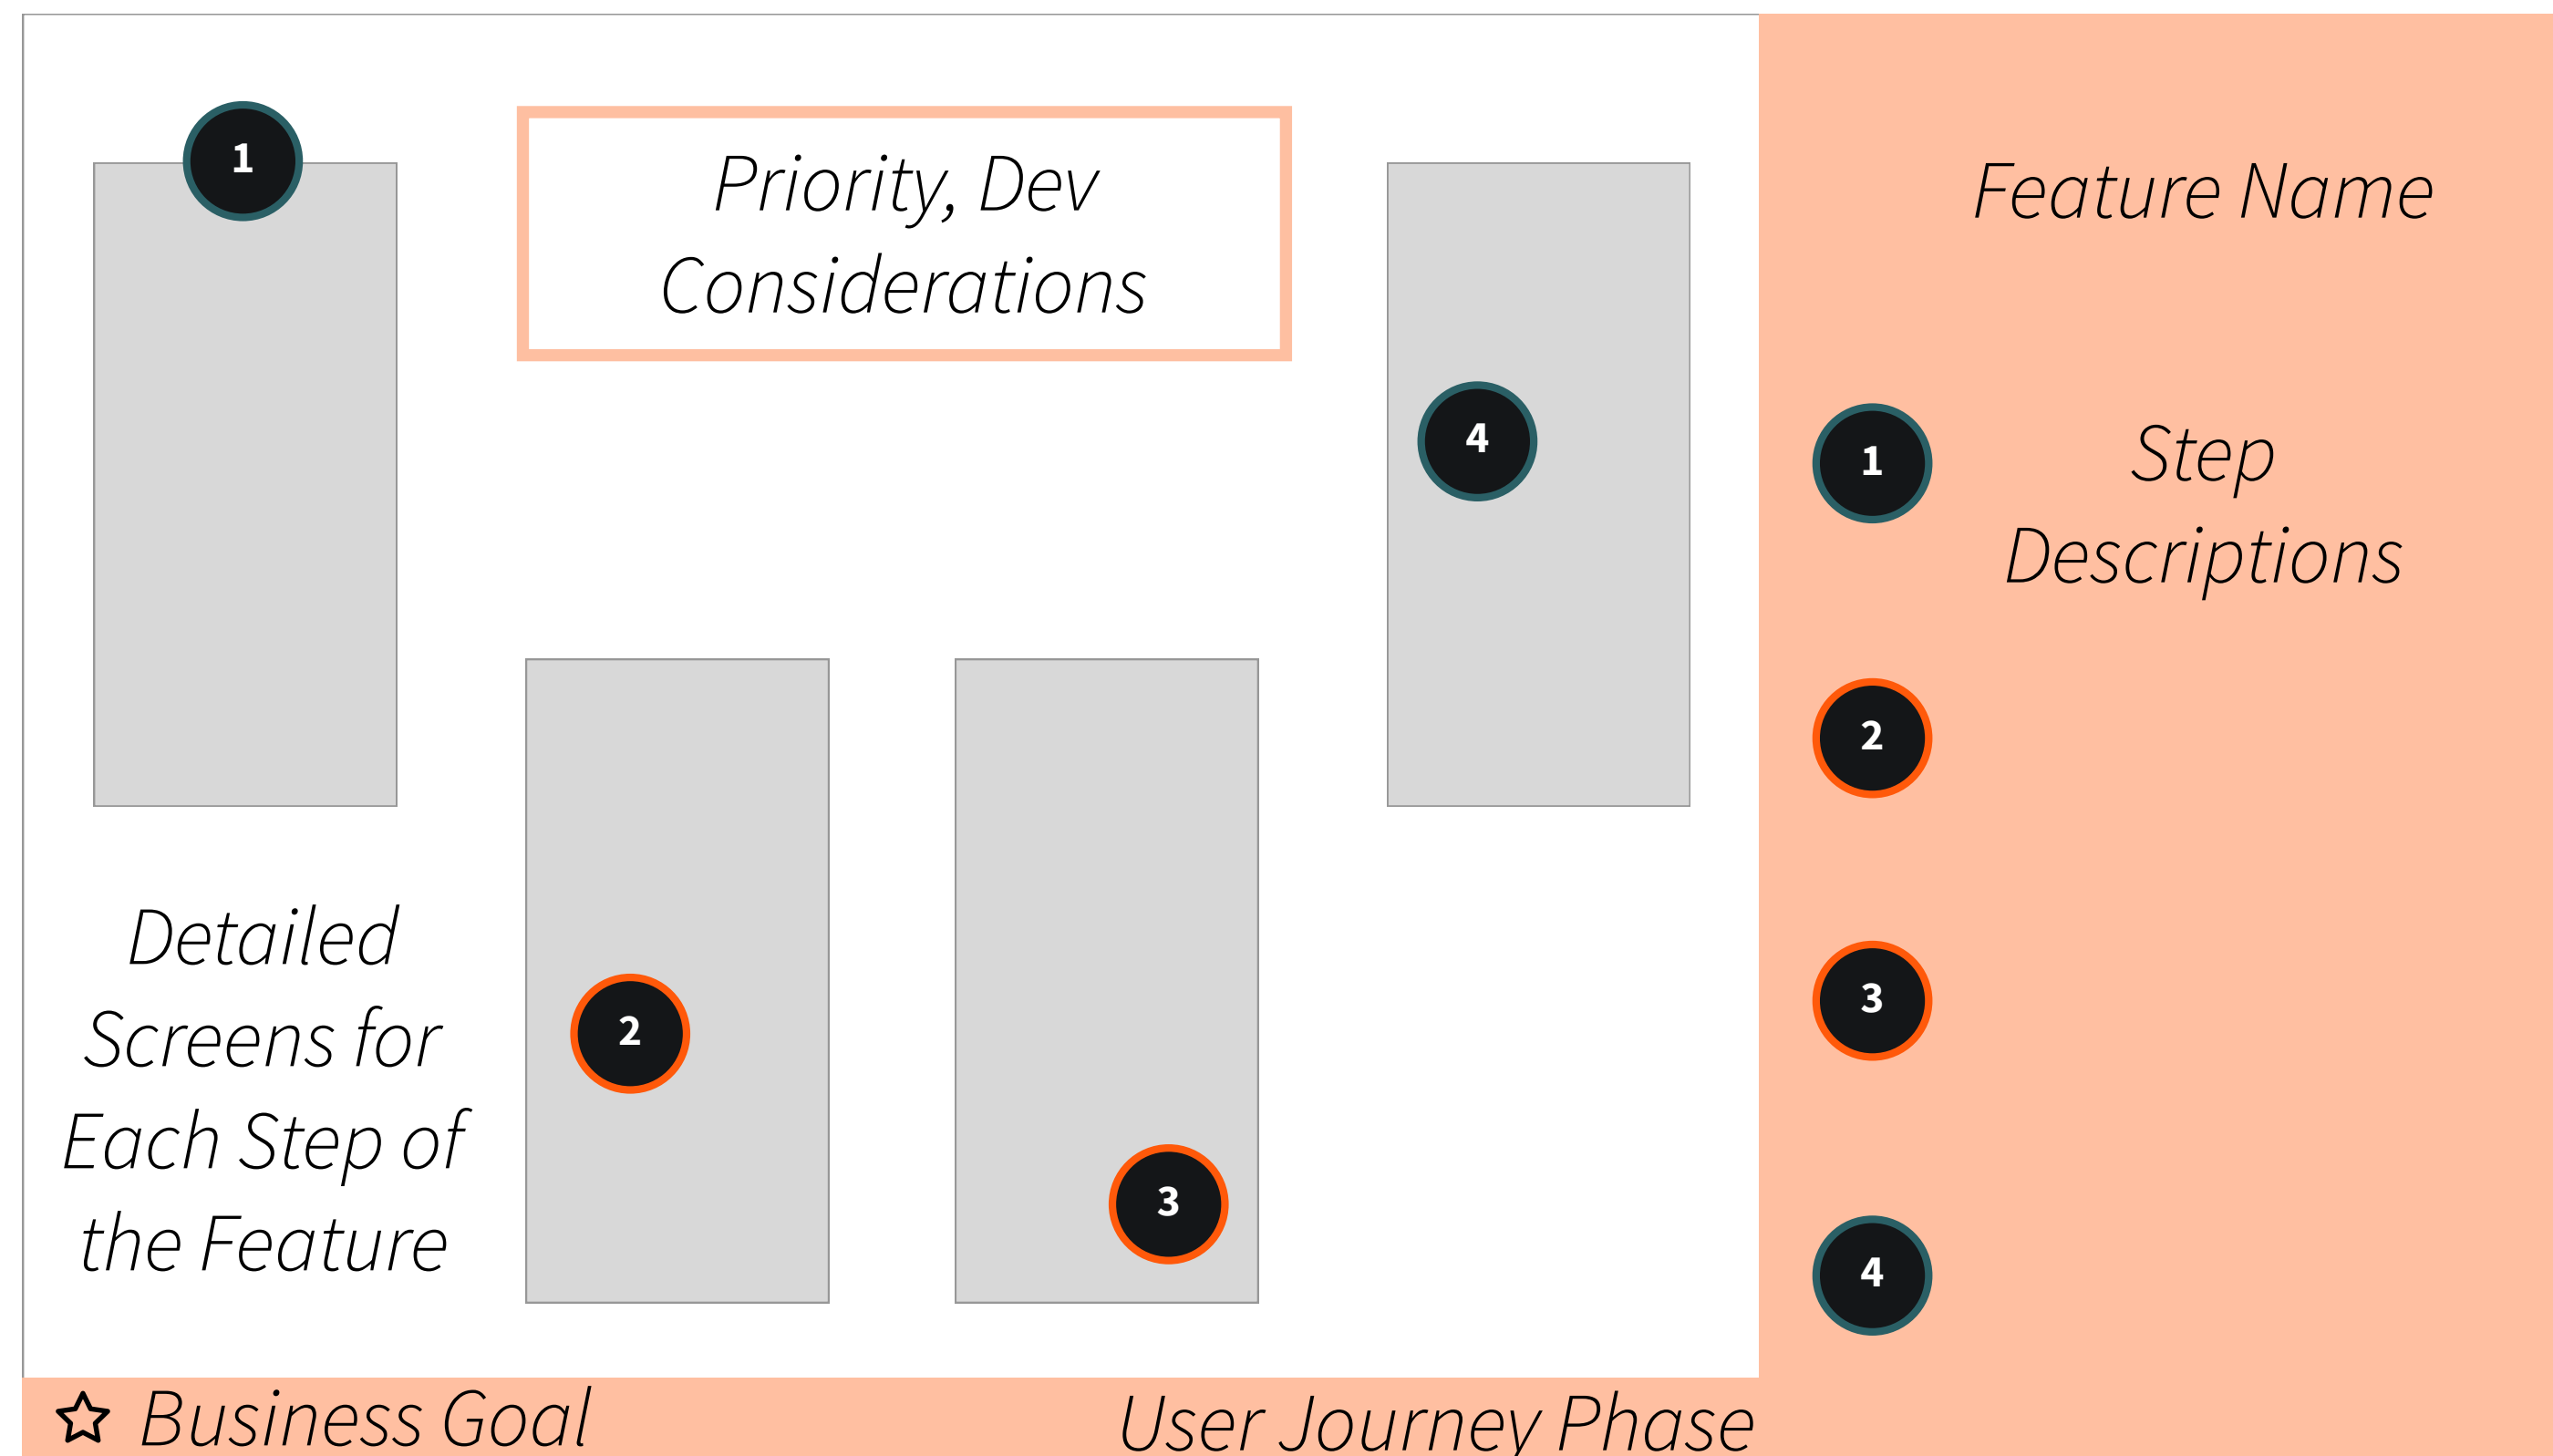 1
Priority, Dev
Considerations
4
2
3
Detailed
Screens for
Each Step of
the Feature
Feature Name
1
Step
Descriptions
2
3
4
Business Goal
User Journey Phase